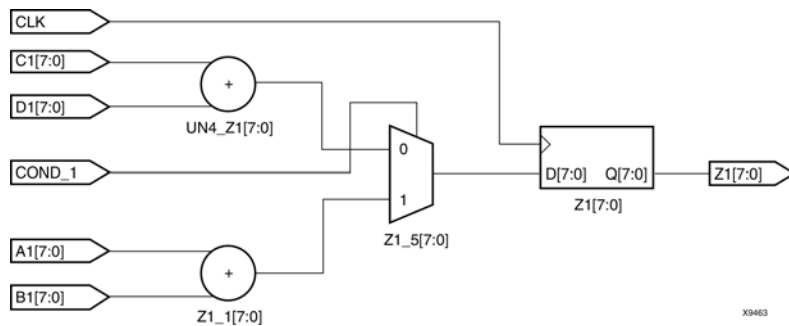 CLK
C1[7:0]
+
D1[7:0]
UN4_Z1[7:0]
0
COND_1
D[7:0] Q[7:0]
Z1[7:0]
Z1[7:0]
1
Z1_5[7:0]
A1[7:0]
+
B1[7:0]
Z1_1[7:0]
X9463